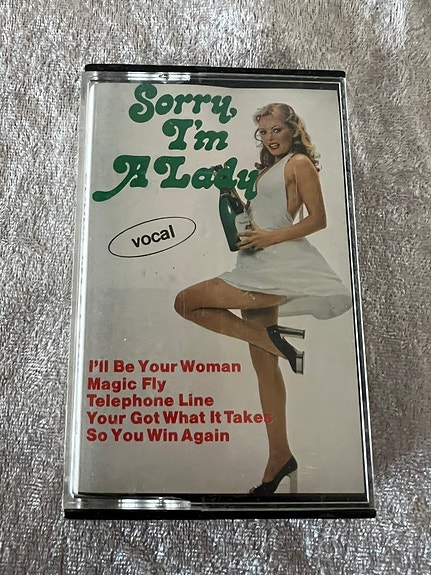 Sorry,
I'm
A Lady
vocal
I'll Be Your Woman
Magic Fly
Telephone Line
Your Got What It Takes
So You Win Again